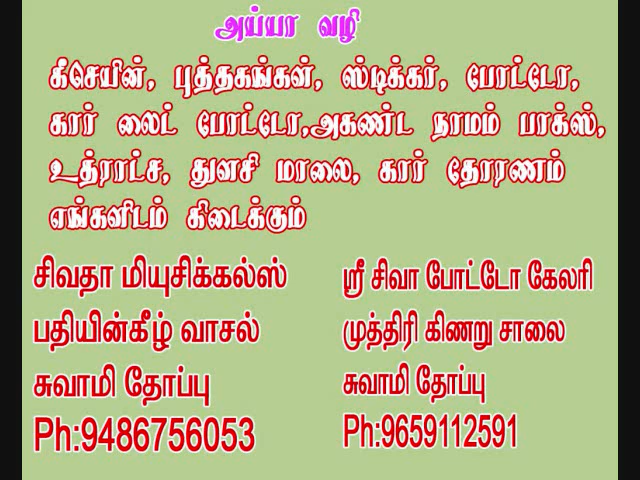 அய்யா வழி
கீசெயின், புத்தகங்கள், ஸ்டிக்கர், போட்டோ,
கார் லைட் போட்டோ,அகண்ட நாமம் பாக்ஸ்,
உத்ராட்ச, துளசி மாலை, கார் தோரணம்
எங்களிடம் கிடைக்கும்
சிவதா மியுசிக்கல்ஸ்
பதியின்கீழ் வாசல்
சுவாமி தோப்பு
Ph:9486756053
ஸ்ரீ சிவா போட்டோ கேலரி
முத்திரி கிணறு சாலை
சுவாமி தோப்பு
Ph:9659112591